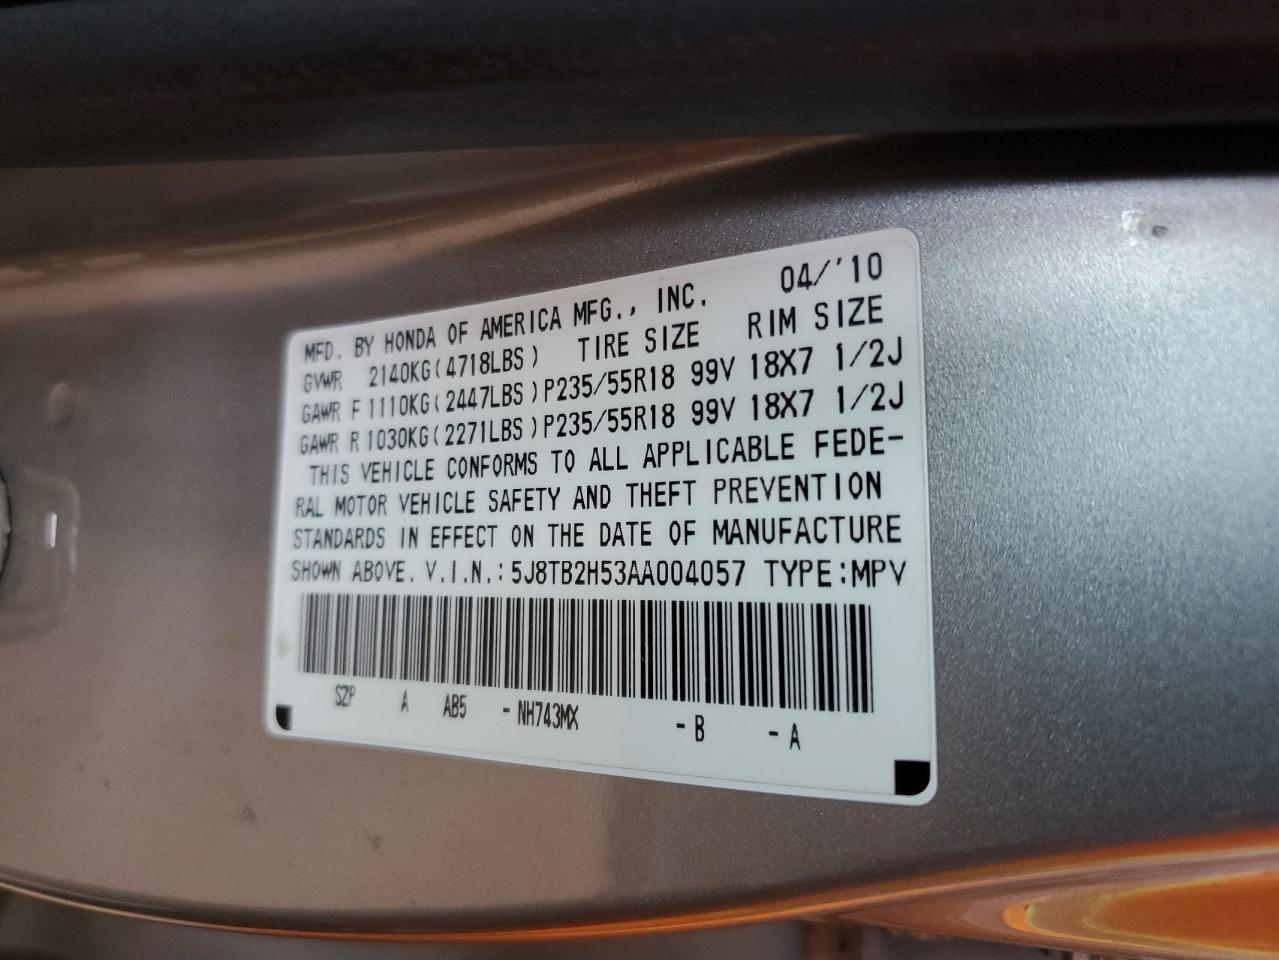 MFD. BY HONDA OF AMERICA MFG., INC. 04/'10
GVWR 2140KG(4718LBS) TIRE SIZE RIM SIZE
GAWR F1110KG(2447LBS)P235/55R18 99V 18X7 1/2J
GAWR R1030KG(2271LBS)P235/55R18 99V 18X7 1/2J
THIS VEHICLE CONFORMS TO ALL APPLICABLE FEDE-
RAL MOTOR VEHICLE SAFETY AND THEFT PREVENTION
STANDARDS IN EFFECT ON THE DATE OF MANUFACTURE
SHOWN ABOVE. V.I.N.:5J8TB2H53AA004057 TYPE:MPV
SZP A AB5 -NH743MX -B -A